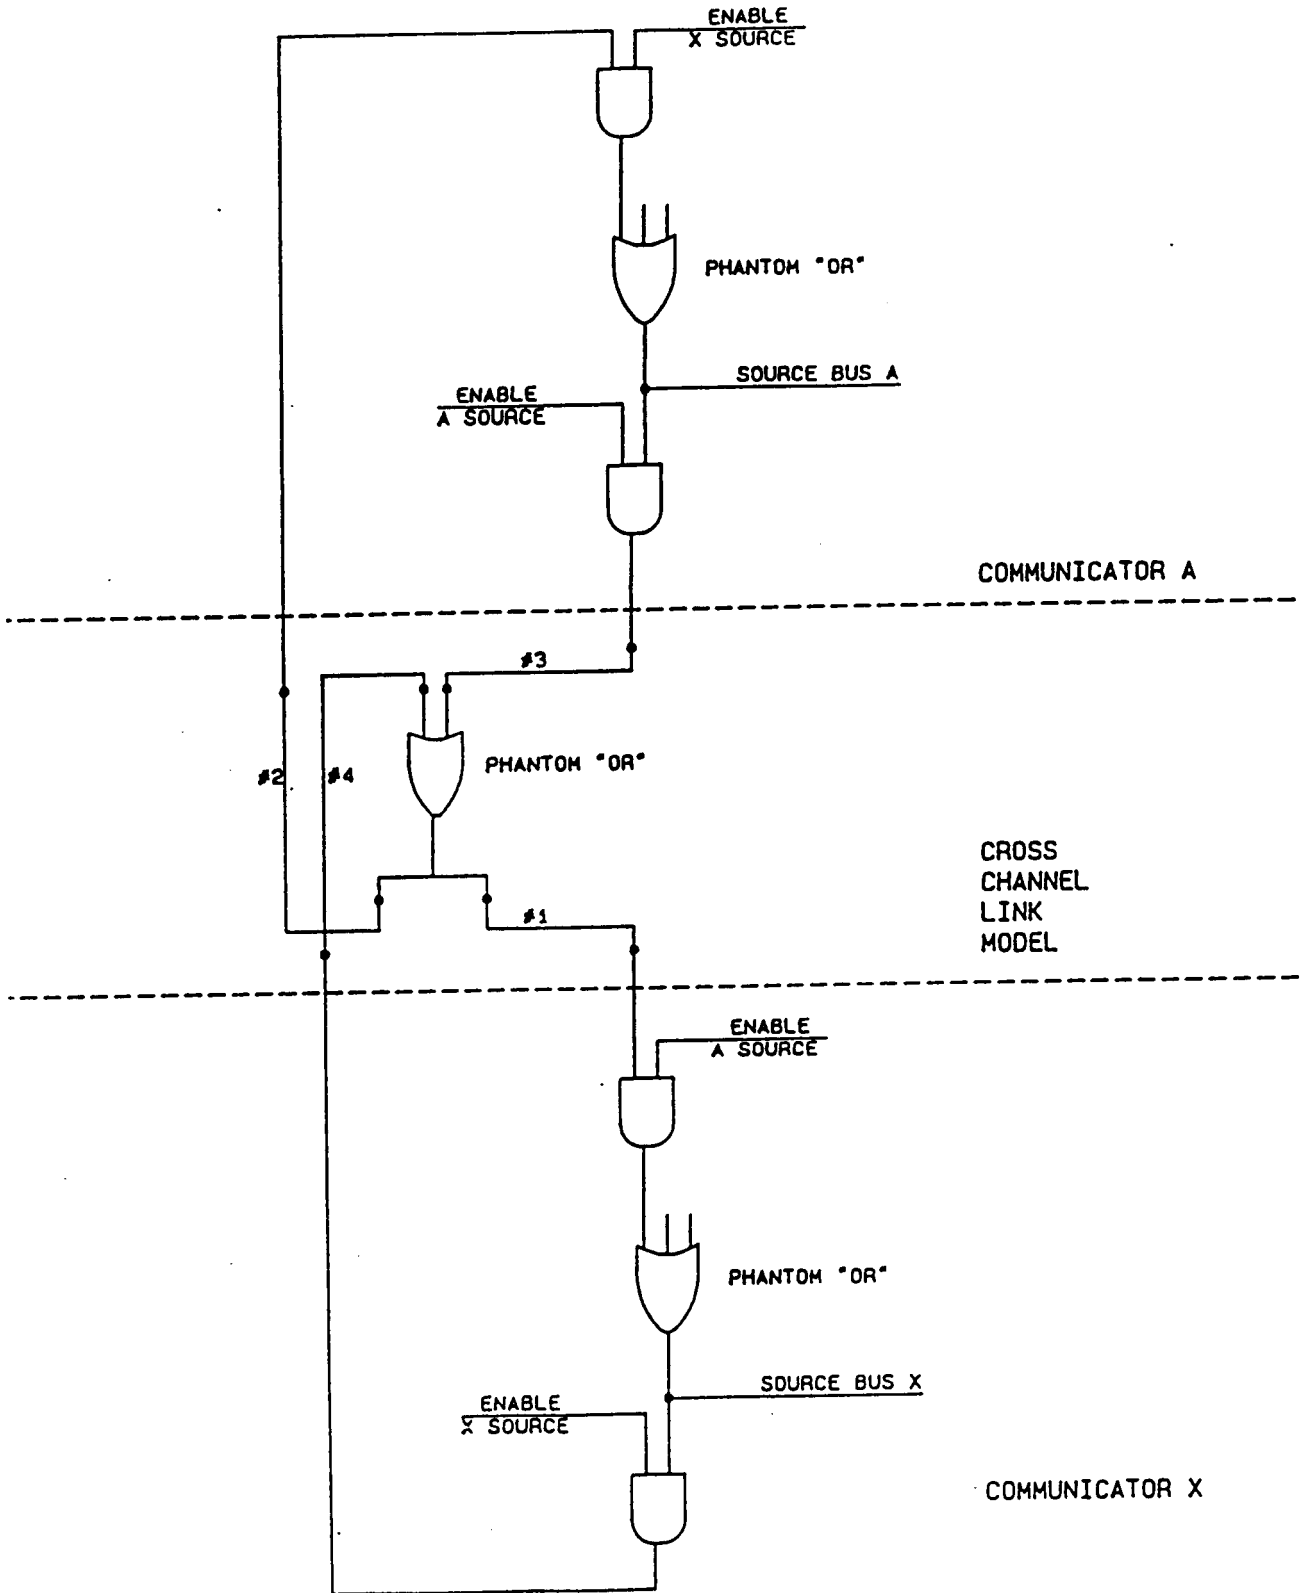 ENABLE
X SOURCE
PHANTOM "OR"
SOURCE BUS A
ENABLE
A SOURCE
COMMUNICATOR A
#3
PHANTOM "OR"
#2
#4
CROSS
CHANNEL
LINK
MODEL
#1
ENABLE
A SOURCE
PHANTOM "OR"
SOURCE BUS X
ENABLE
X SOURCE
COMMUNICATOR X